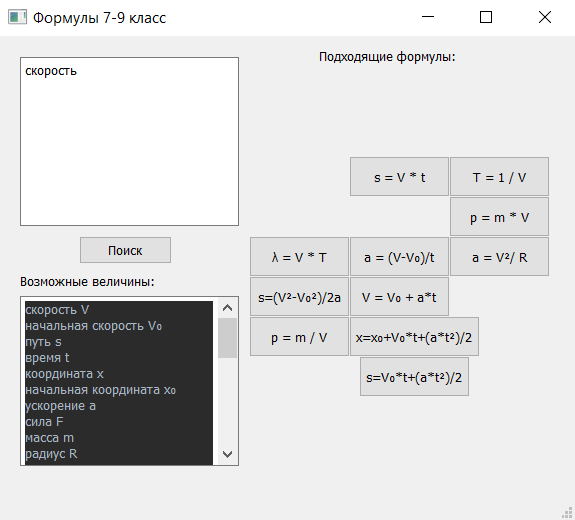 Формулы 7-9 класс
скорость
Поиск
Возможные величины:
скорость V
начальная скорость V₀
путь s
время t
координата x
начальная координата x₀
ускорение a
сила F
масса m
радиус R
Подходящие формулы:
s = V * t
T = 1 / V
p = m * V
λ = V * T
a = (V-V₀)/t
a = V²/ R
s=(V²-V₀²)/2a
V = V₀ + a*t
p = m / V
x=x₀+V₀*t+(a*t²)/2
s=V₀*t+(a*t²)/2